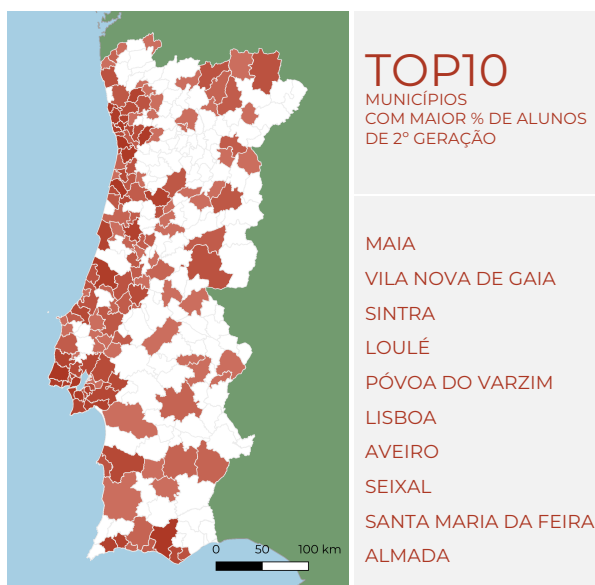 TOP10
MUNICÍPIOS
COM MAIOR % DE ALUNOS
DE 2º GERAÇÃO
MAIA
VILA NOVA DE GAIA
SINTRA
LOULÉ
PÓVOA DO VARZIM
LISBOA
AVEIRO
SEIXAL
SANTA MARIA DA FEIRA
ALMADA
0 50 100 km